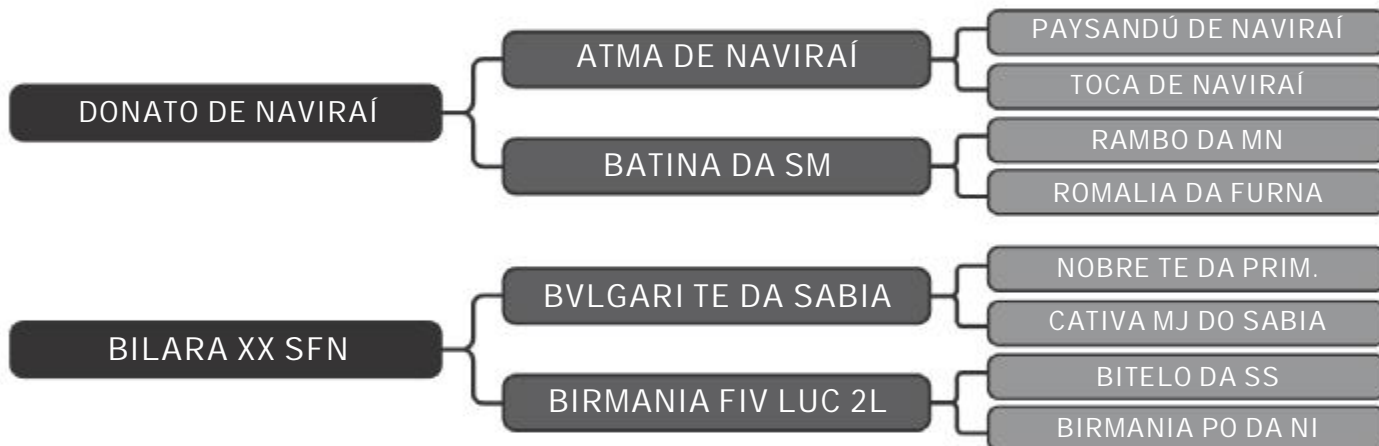 PAYSANDÚ DE NAVIRAÍ
ATMA DE NAVIRAÍ
TOCA DE NAVIRAÍ
DONATO DE NAVIRAÍ
RAMBO DA MN
BATINA DA SM
ROMALIA DA FURNA
NOBRE TE DA PRIM.
BVLGARI TE DA SABIA
CATIVA MJ DO SABIA
BILARA XX SFN
BITELO DA SS
BIRMANIA FIV LUC 2L
BIRMANIA PO DA NI